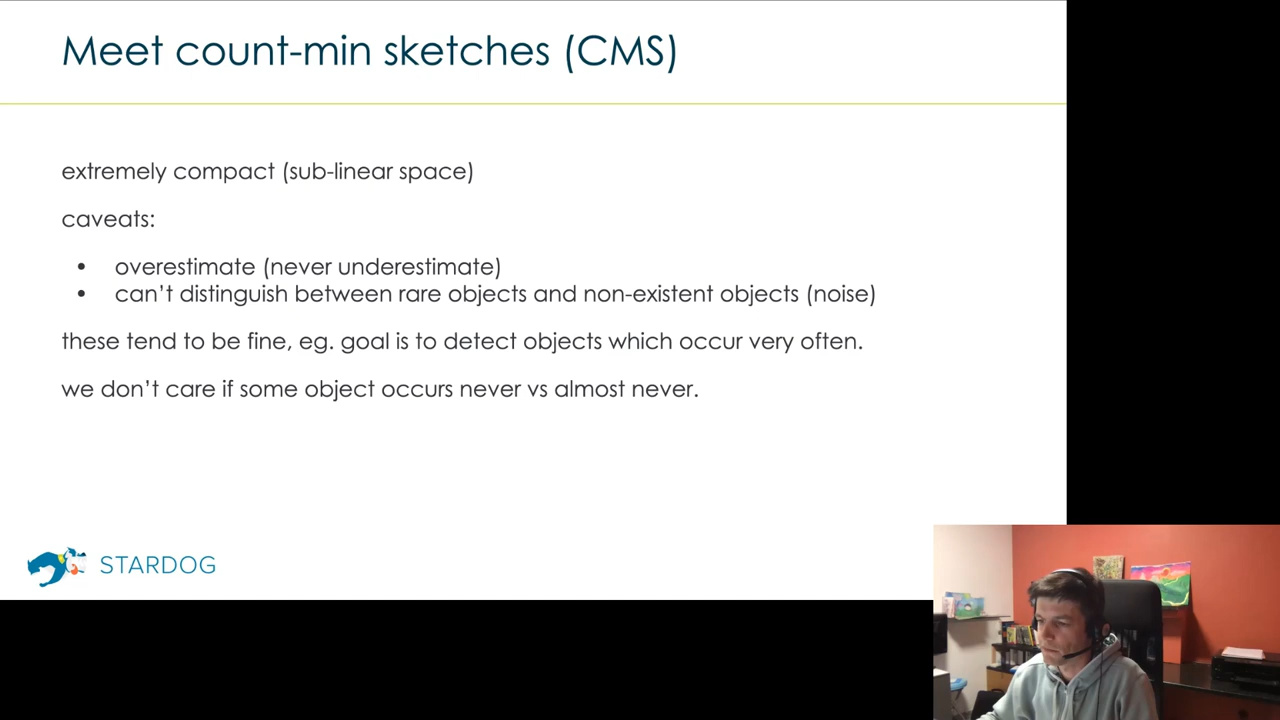 Meet count-min sketches (CMS)
extremely compact (sub-linear space)
caveats:
• overestimate (never underestimate)
• can’t distinguish between rare objects and non-existent objects (noise)
these tend to be fine, eg. goal is to detect objects which occur very often.
we don’t care if some object occurs never vs almost never.
STARDOG